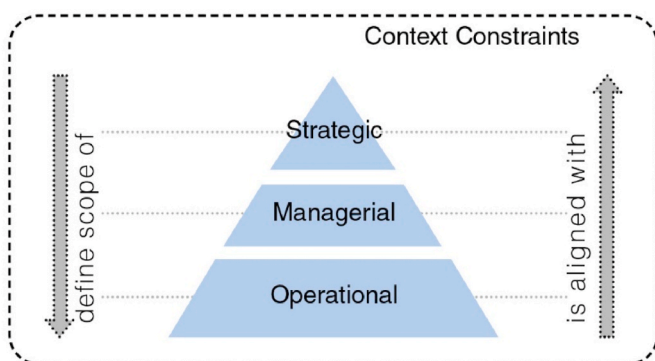 Context Constraints
define scope of
Strategic
Managerial
Operational
is aligned with